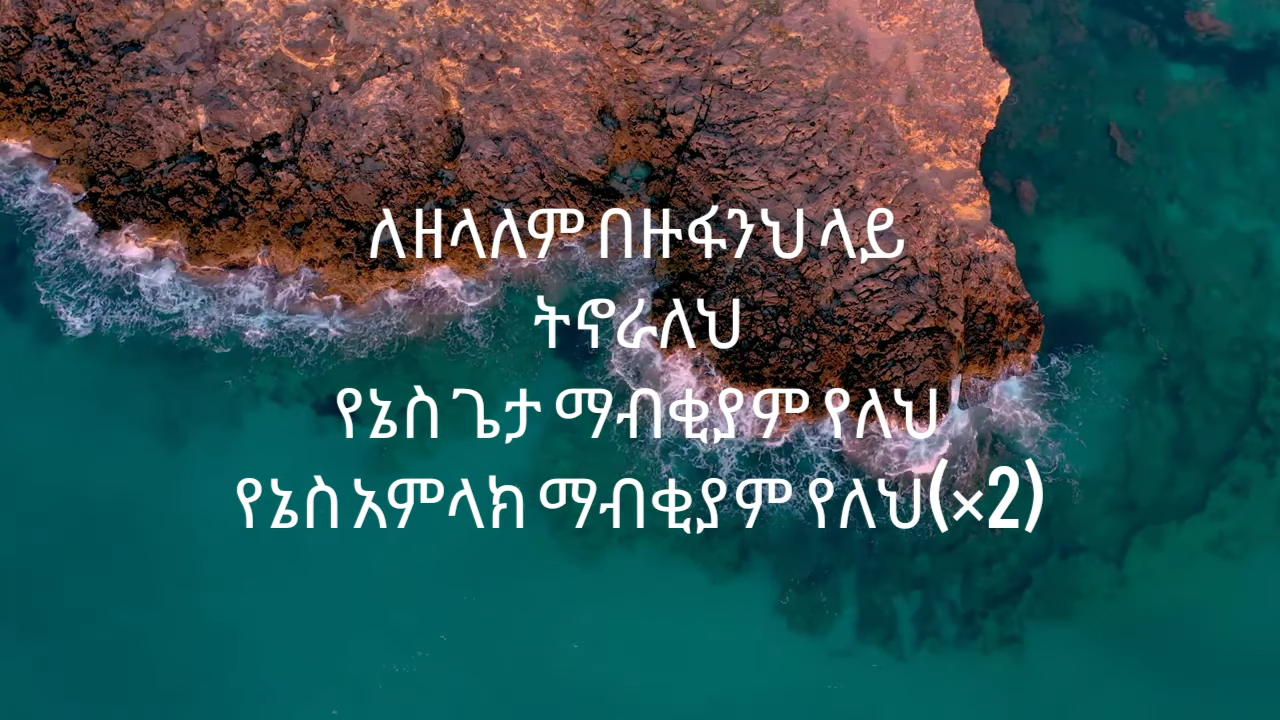 ለዘላለም በዙፋንህ ላይ
ትኖራለህ
የኔስ ጌታ ማብቂያም የለህ
የኔስ አምላክ ማብቂያም የለህ(×2)